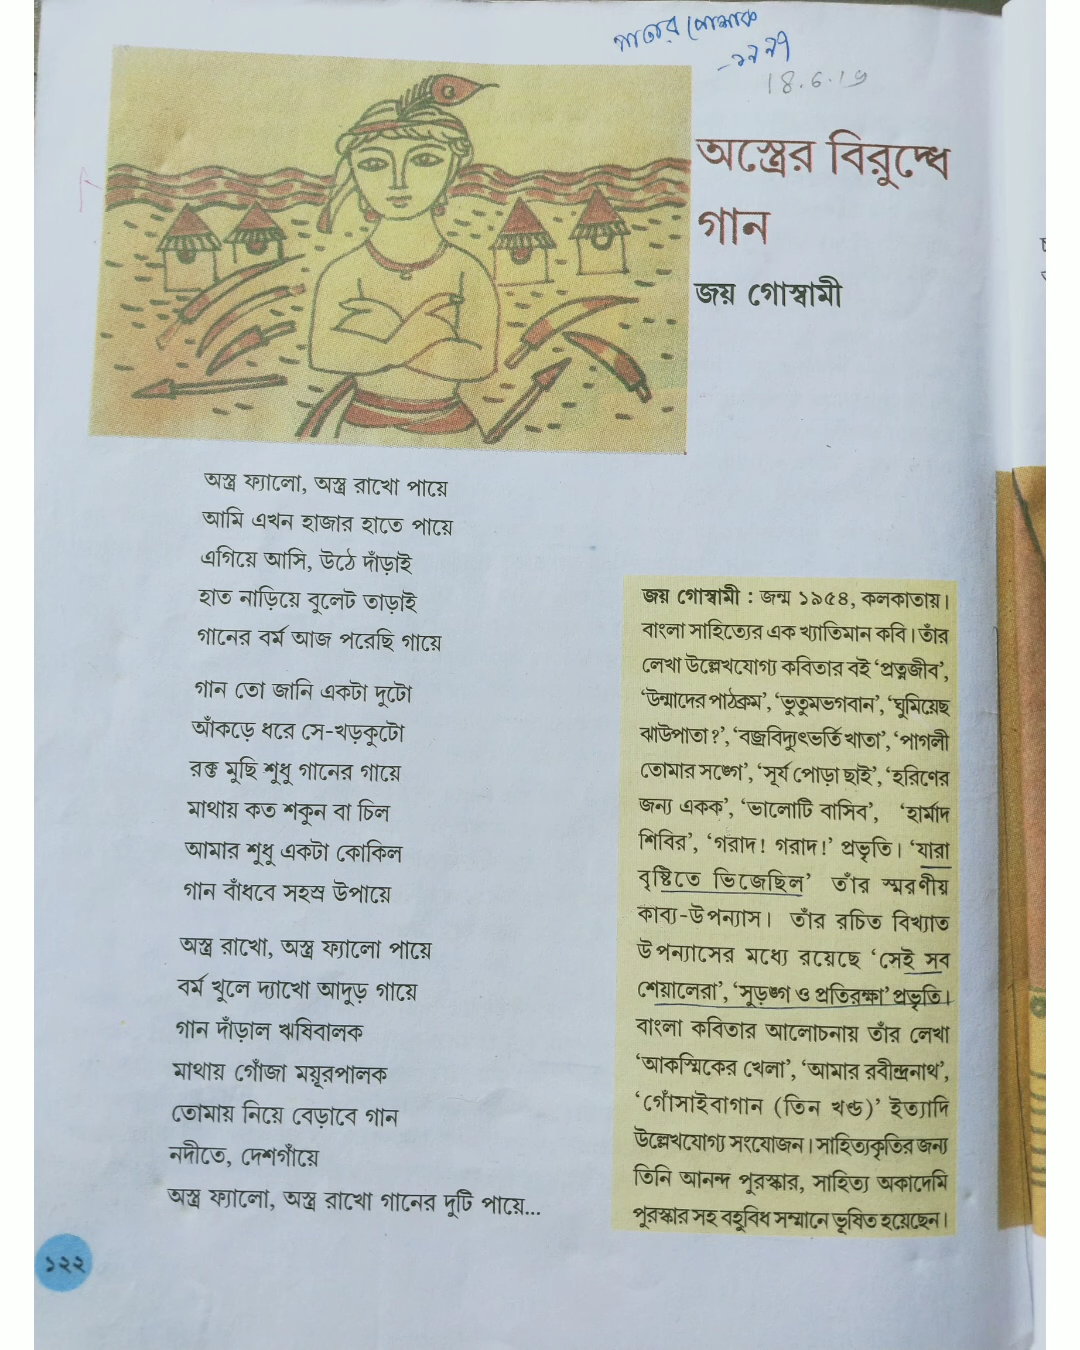 গানের পোশাক
18.6.19
অস্ত্রের বিরুদ্ধে
গান
জয় গোস্বামী
অস্ত্র ফ্যালো, অস্ত্র রাখো পায়ে
আমি এখন হাজার হাতে পায়ে
এগিয়ে আসি, উঠে দাঁড়াই
হাত নাড়িয়ে বুলেট তাড়াই
গানের বর্ম আজ পরেছি গায়ে
গান তো জানি একটা দুটো
আঁকড়ে ধরে সে-খড়কুটো
রক্ত মুছি শুধু গানের গায়ে
মাথায় কত শকুন বা চিল
আমার শুধু একটা কোকিল
গান বাঁধবে সহস্র উপায়ে
অস্ত্র রাখো, অস্ত্র ফ্যালো পায়ে
বর্ম খুলে দ্যাখো আদুড় গায়ে
গান দাঁড়াল ঋষিবালক
মাথায় গোঁজা ময়ূরপালক
তোমায় নিয়ে বেড়াবে গান
নদীতে, দেশগাঁয়ে
অস্ত্র ফ্যালো, অস্ত্র রাখো গানের দুটি পায়ে...
জয় গোস্বামী : জন্ম ১৯৫৪, কলকাতায়।
বাংলা সাহিত্যের এক খ্যাতিমান কবি। তাঁর
লেখা উল্লেখযোগ্য কবিতার বই ‘প্রত্নজীব’,
‘উন্মাদের পাঠক্রম’, ‘ভুতুমভগবান’, ‘ঘুমিয়েছ
ঝাউপাতা?’, ‘বজ্রবিদ্যুৎভর্তি খাতা’, ‘পাগলী
তোমার সঙ্গে’, ‘সূর্য পোড়া ছাই’, ‘হরিণের
জন্য একক’, ‘ভালোটি বাসিব’, ‘হার্মাদ
শিবির’, ‘গরাদ! গরাদ!’ প্রভৃতি। ‘যারা
বৃষ্টিতে ভিজেছিল’ তাঁর স্মরণীয়
কাব্য-উপন্যাস। তাঁর রচিত বিখ্যাত
উপন্যাসের মধ্যে রয়েছে ‘সেই সব
শেয়ালেরা’, ‘সুড়ঙ্গ ও প্রতিরক্ষা’ প্রভৃতি।
বাংলা কবিতার আলোচনায় তাঁর লেখা
‘আকস্মিকের খেলা’, ‘আমার রবীন্দ্রনাথ’,
‘গোঁসাইবাগান (তিন খণ্ড)’ ইত্যাদি
উল্লেখযোগ্য সংযোজন। সাহিত্যকৃতির জন্য
তিনি আনন্দ পুরস্কার, সাহিত্য অকাদেমি
পুরস্কার সহ বহুবিধ সম্মানে ভূষিত হয়েছেন।
১২২